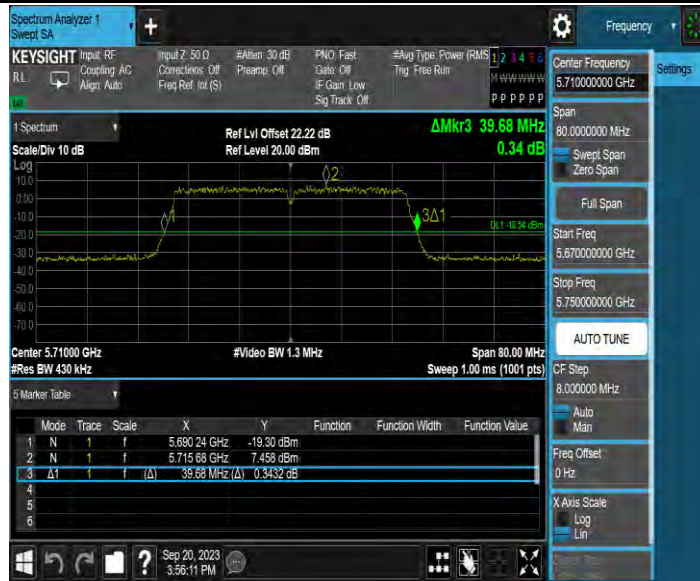 Spectrum Analyzer 1
Swept SA
+
Frequency
KEYSIGHT
RL
Input: RF
Coupling: AC
Align: Auto
Input Z: 50 Ω
Corrections: Off
Freq Ref: Int (S)
#Atten: 30 dB
Preamp: Off
PNO: Fast
Gate: Off
IF Gain: Low
Sig Track: Off
#Avg Type: Power (RMS
Trig: Free Run
1 2 3 4 5 6
M W W W W W
P P P P P P
Center Frequency
5.710000000 GHz
Settings
Span
80.0000000 MHz
Swept Span
Zero Span
Full Span
Start Freq
5.670000000 GHz
Stop Freq
5.750000000 GHz
AUTO TUNE
CF Step
8.000000 MHz
Auto
Man
Freq Offset
0 Hz
X Axis Scale
Log
Lin
1 Spectrum
Scale/Div 10 dB
Ref Lvl Offset 22.22 dB
Ref Level 20.00 dBm
ΔMkr3 39.68 MHz
0.34 dB
Log
10.0
0.00
-10.0
-20.0
-30.0
-40.0
-50.0
-60.0
-70.0
1
2
3Δ1
DL1 -18.54 dBm
Center 5.71000 GHz
#Video BW 1.3 MHz
Span 80.00 MHz
#Res BW 430 kHz
Sweep 1.00 ms (1001 pts)
5 Marker Table
Mode Trace Scale X Y Function Function Width Function Value
1 N 1 f 5.690 24 GHz -19.30 dBm
2 N 1 f 5.715 68 GHz 7.458 dBm
3 Δ1 1 f (Δ) 39.68 MHz (Δ) 0.3432 dB
4
5
6
?
Sep 20, 2023
3:56:11 PM